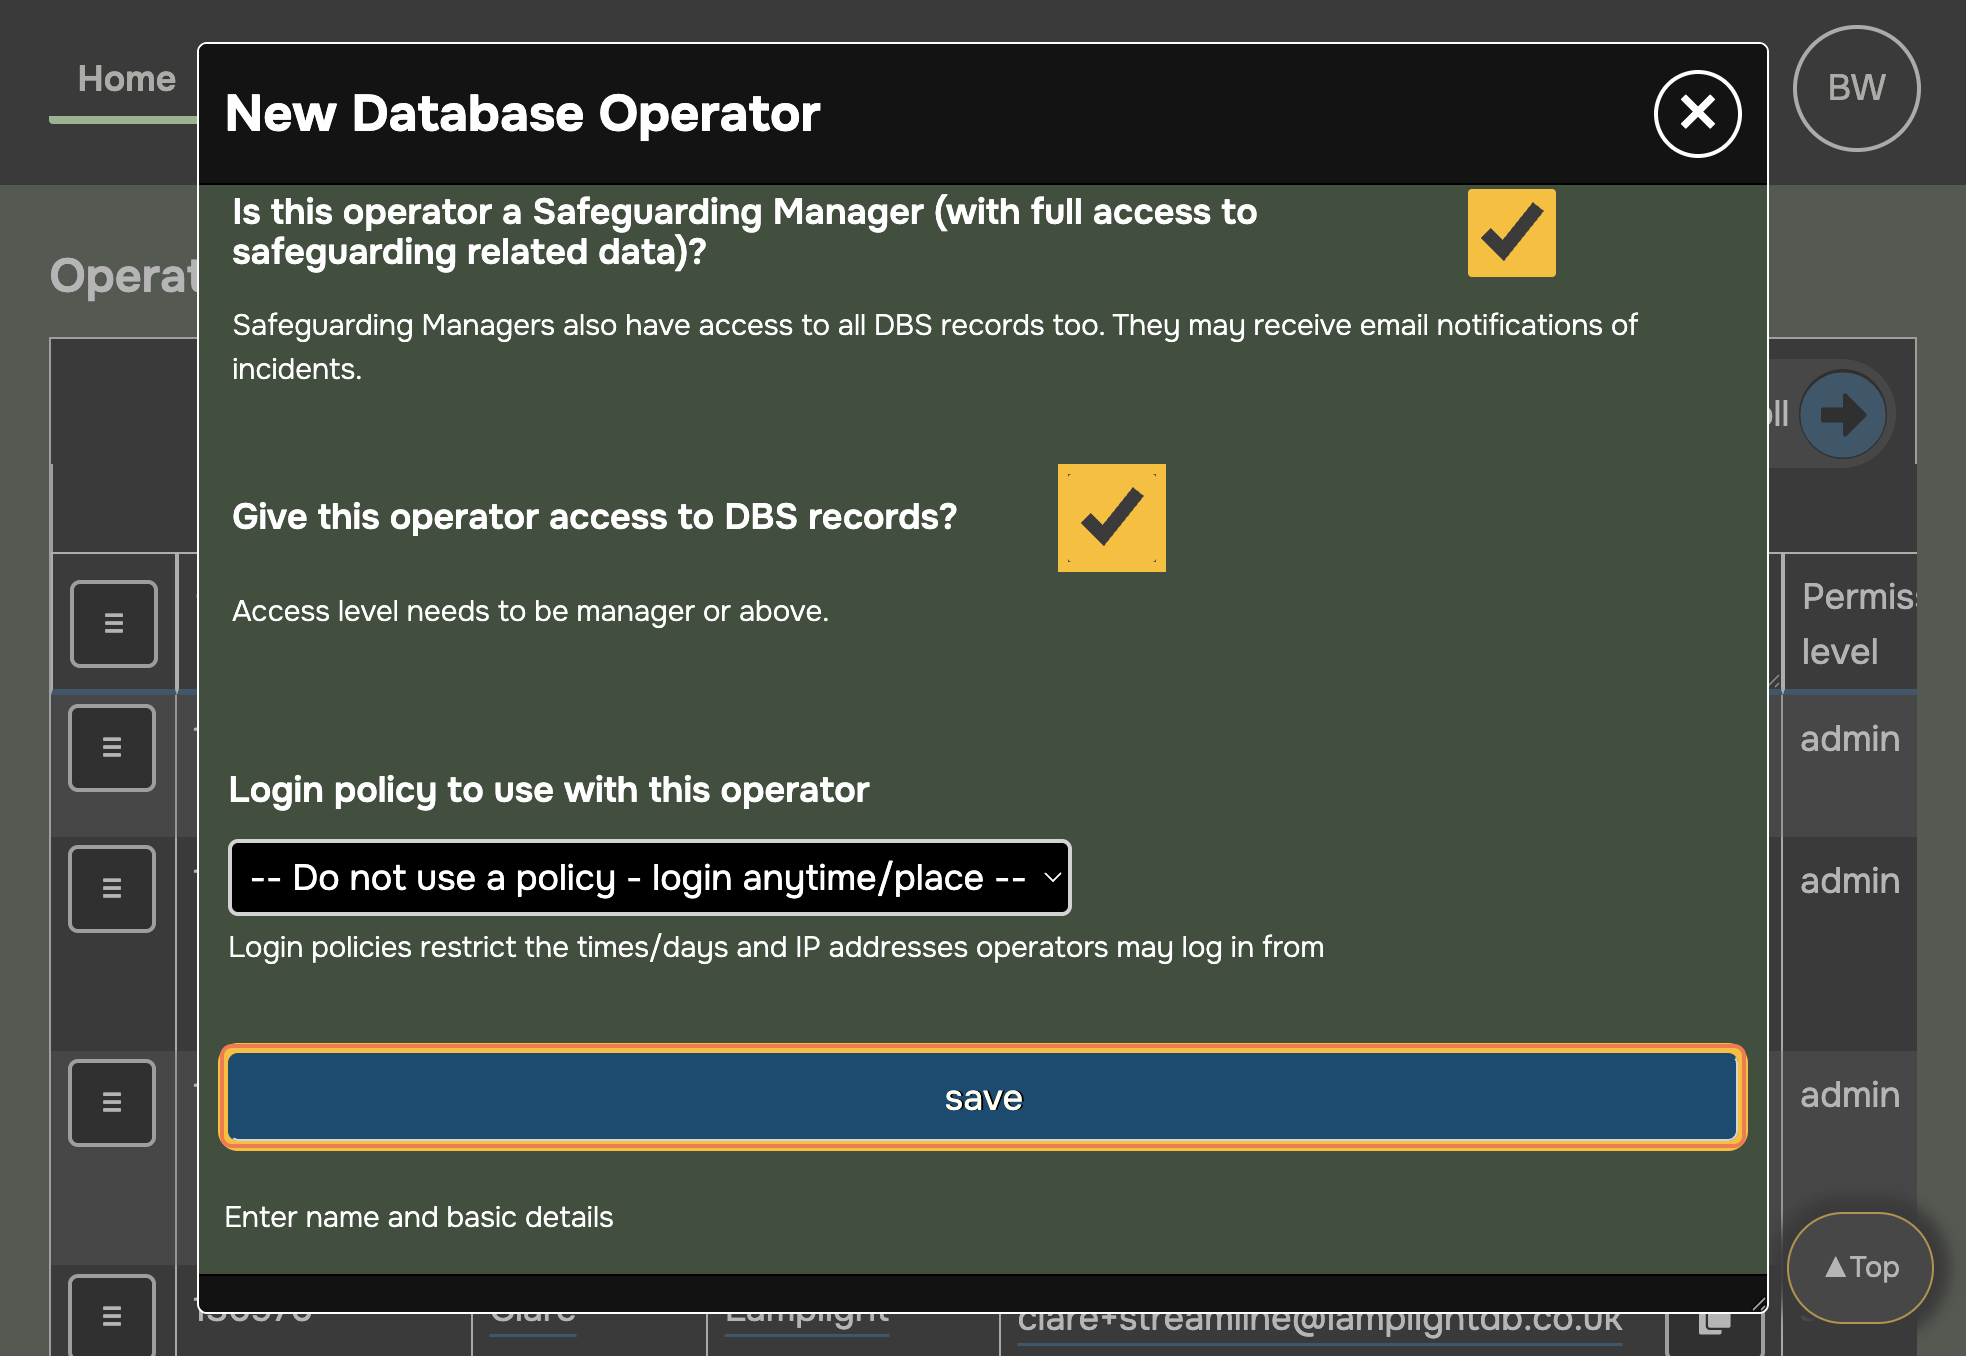 Home
New Database Operator
BW
Is this operator a Safeguarding Manager (with full access to
safeguarding related data)?
Safeguarding Managers also have access to all DBS records too. They may receive email notifications of
incidents.
Give this operator access to DBS records?
Access level needs to be manager or above.
Permis
level
admin
Login policy to use with this operator
-- Do not use a policy - login anytime/place --
admin
Login policies restrict the times/days and IP addresses operators may log in from
save
admin
Enter name and basic details
▲Top
Clare
Lamplight
clare+streamline@lamplightdb.co.uk